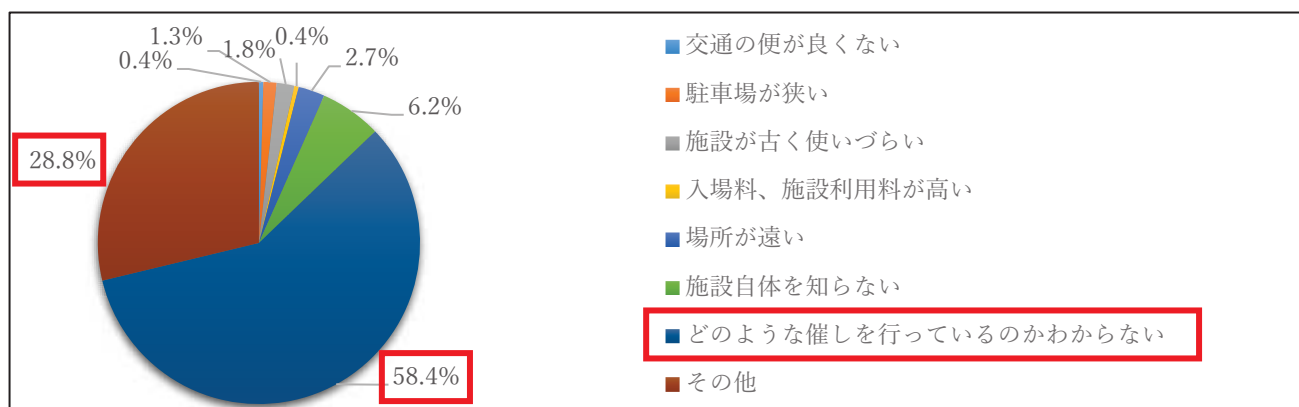 1.3%
1.8%
0.4%
0.4%
2.7%
6.2%
28.8%
58.4%
交通の便が良くない
駐車場が狭い
施設が古く使いづらい
入場料、施設利用料が高い
場所が遠い
施設自体を知らない
どのような催しを行っているのかわからない
その他